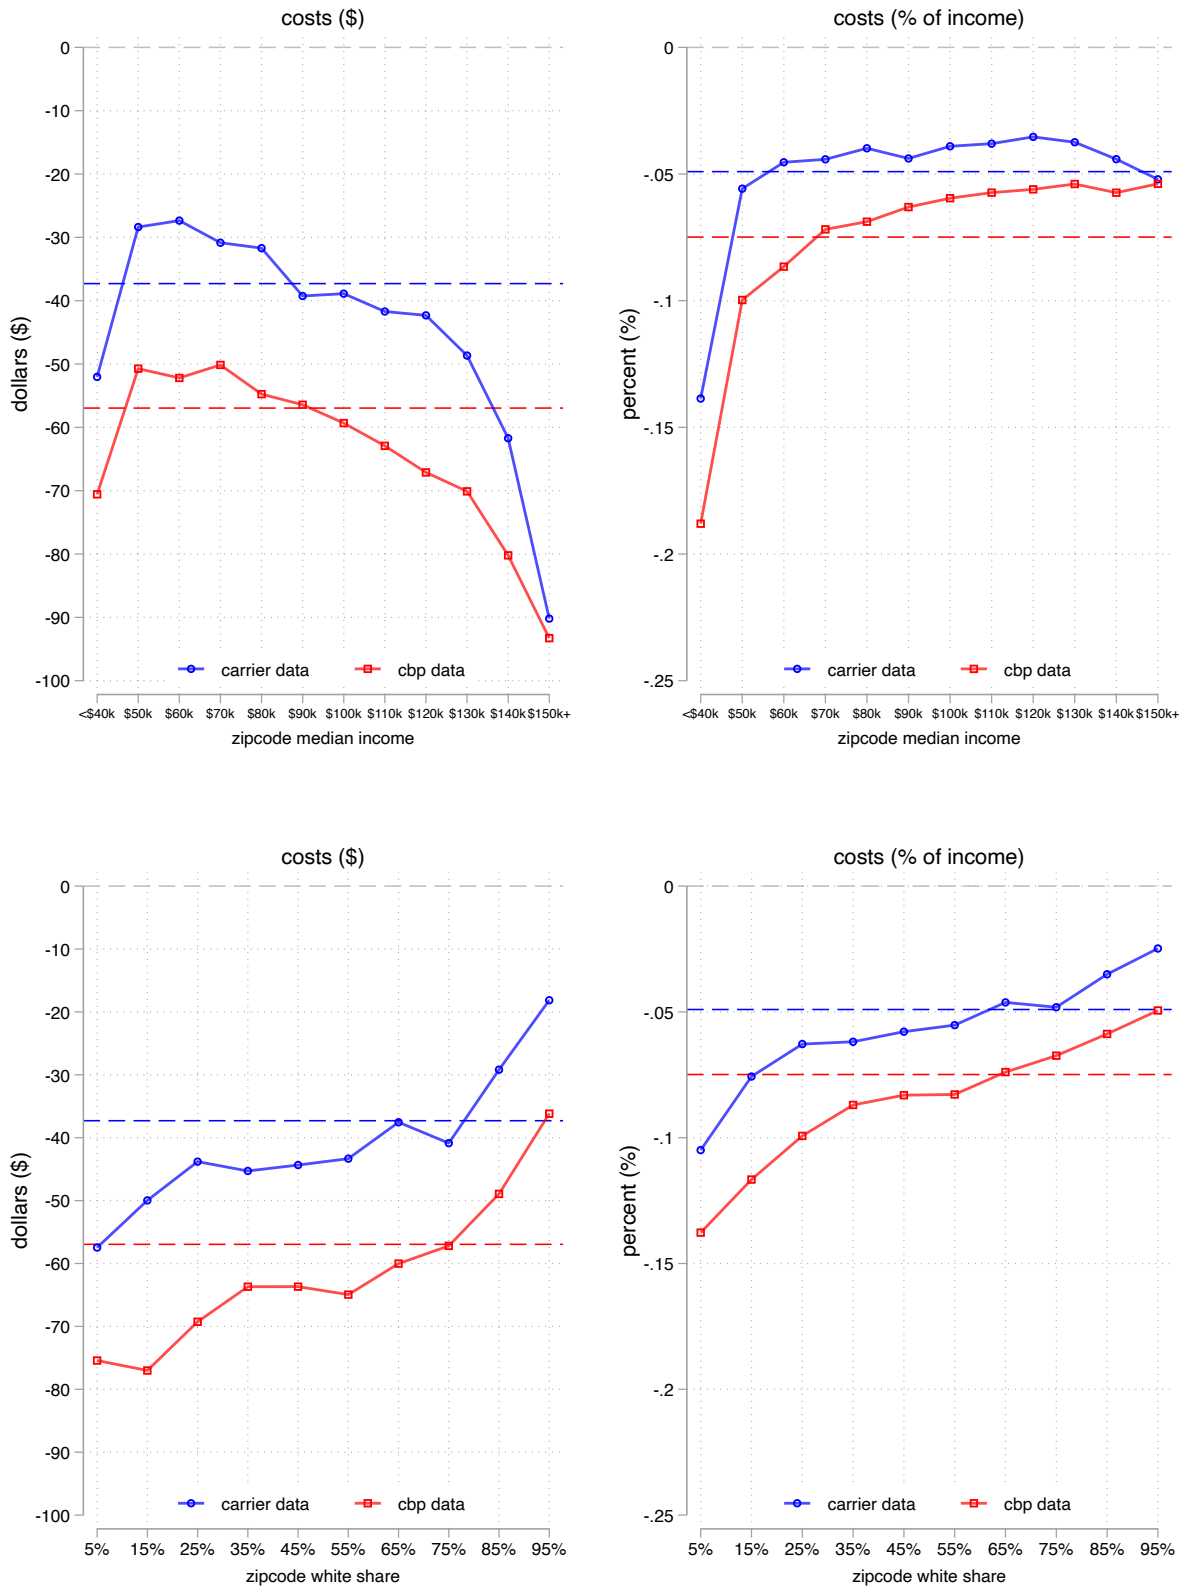 costs ($)
0
-10
-20
-30
-40
-50
-60
-70
-80
-90
-100
dollars ($)
carrier data
cbp data
<$40k $50k $60k $70k $80k $90k $100k $110k $120k $130k $140k $150k+
zipcode median income
costs (% of income)
0
-.05
-.1
-.15
-.2
-.25
percent (%)
carrier data
cbp data
<$40k $50k $60k $70k $80k $90k $100k $110k $120k $130k $140k $150k+
zipcode median income
costs ($)
0
-10
-20
-30
-40
-50
-60
-70
-80
-90
-100
dollars ($)
carrier data
cbp data
5% 15% 25% 35% 45% 55% 65% 75% 85% 95%
zipcode white share
costs (% of income)
0
-.05
-.1
-.15
-.2
-.25
percent (%)
carrier data
cbp data
5% 15% 25% 35% 45% 55% 65% 75% 85% 95%
zipcode white share